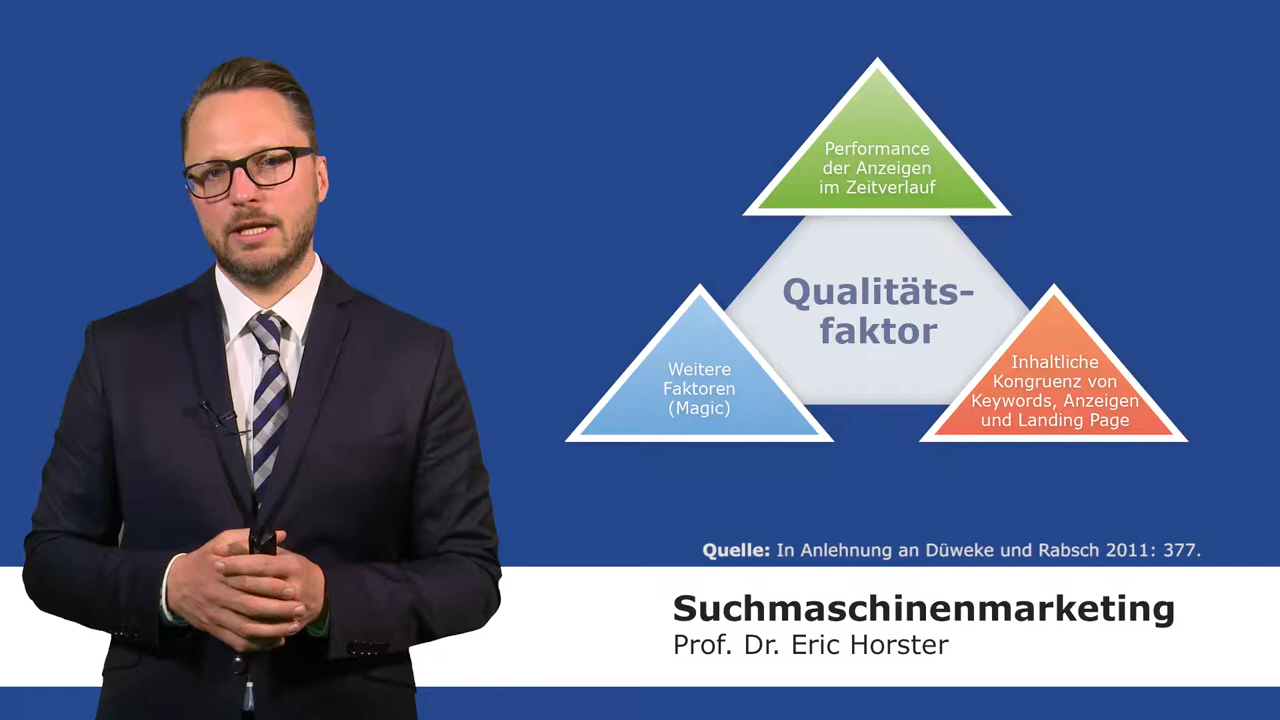 Performance
der Anzeigen
im Zeitverlauf
Qualitäts-
faktor
Weitere
Faktoren
(Magic)
Inhaltliche
Kongruenz von
Keywords, Anzeigen
und Landing Page
Quelle: In Anlehnung an Düweke und Rabsch 2011: 377.
Suchmaschinenmarketing
Prof. Dr. Eric Horster